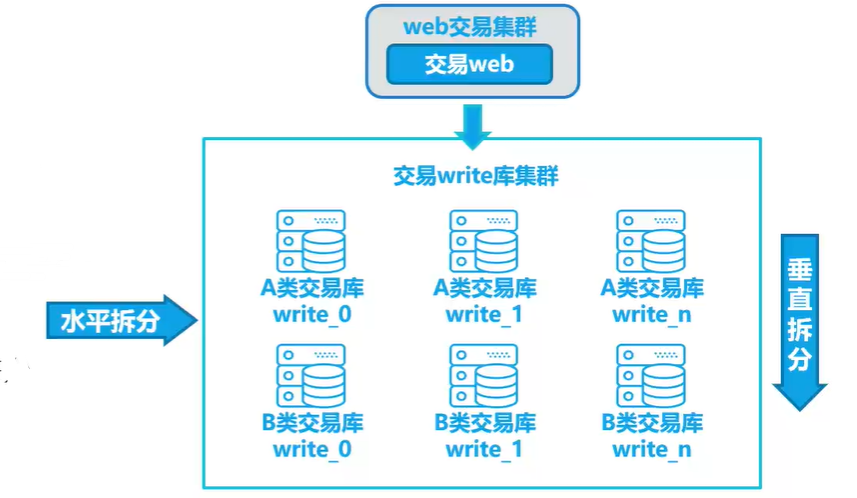 web交易集群
交易web
交易write库集群
A类交易库
write_0
A类交易库
write_1
A类交易库
write_n
水平拆分
垂直拆分
B类交易库
write_0
B类交易库
write_1
B类交易库
write_n